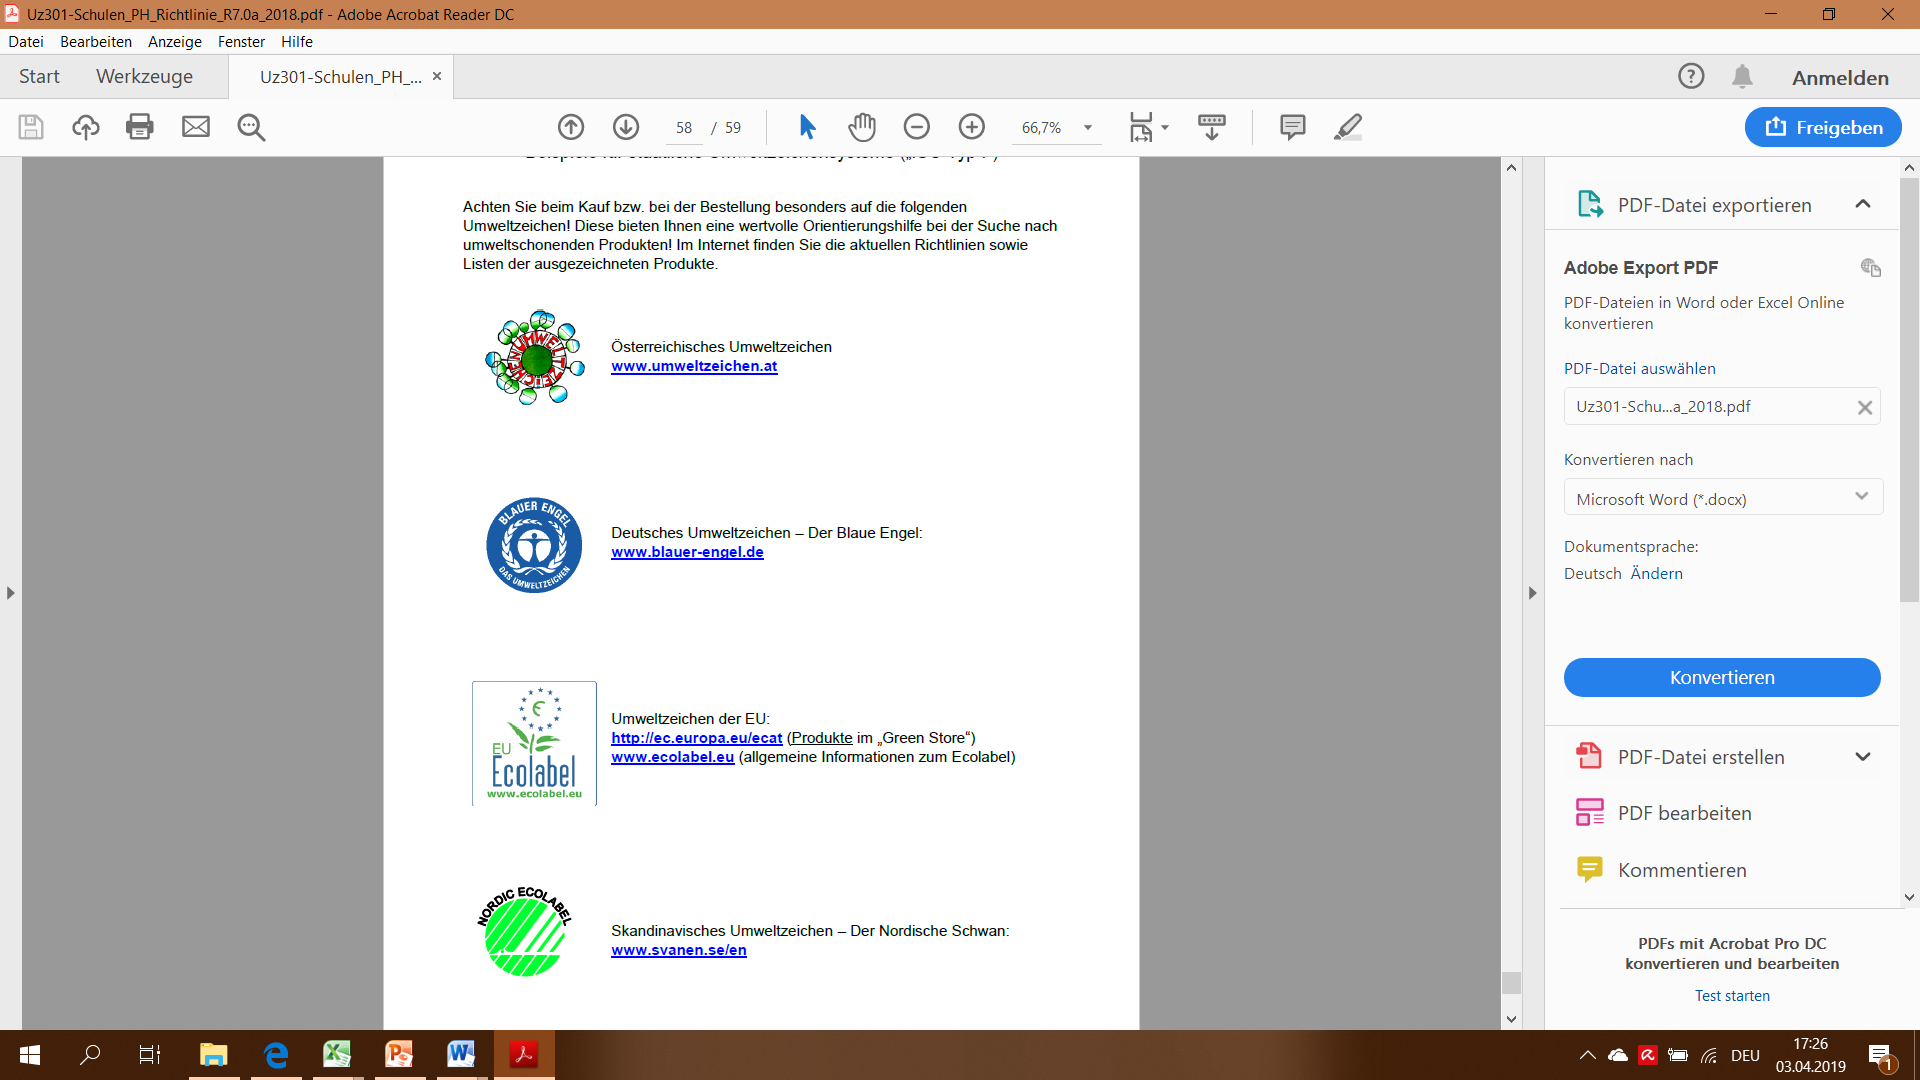 Uz301-Schulen_PH_Richtlinie_R7.0a_2018.pdf - Adobe Acrobat Reader DC
Datei Bearbeiten Anzeige Fenster Hilfe
Start Werkzeuge Uz301-Schulen_PH_... Anmelden
58 / 59 66,7% Freigeben
Achten Sie beim Kauf bzw. bei der Bestellung besonders auf die folgenden
Umweltzeichen! Diese bieten Ihnen eine wertvolle Orientierungshilfe bei der Suche nach
umweltschonenden Produkten! Im Internet finden Sie die aktuellen Richtlinien sowie
Listen der ausgezeichneten Produkte.
UMWELTZEICHEN
Österreichisches Umweltzeichen
www.umweltzeichen.at
BLAUER ENGEL
DAS UMWELTZEICHEN
Deutsches Umweltzeichen – Der Blaue Engel:
www.blauer-engel.de
EU
Ecolabel
www.ecolabel.eu
Umweltzeichen der EU:
http://ec.europa.eu/ecat (Produkte im „Green Store“)
www.ecolabel.eu (allgemeine Informationen zum Ecolabel)
NORDIC ECOLABEL
Skandinavisches Umweltzeichen – Der Nordische Schwan:
www.svanen.se/en
PDF-Datei exportieren
Adobe Export PDF
PDF-Dateien in Word oder Excel Online
konvertieren
PDF-Datei auswählen
Uz301-Schu...a_2018.pdf
Konvertieren nach
Microsoft Word (*.docx)
Dokumentsprache:
Deutsch Ändern
Konvertieren
PDF-Datei erstellen
PDF bearbeiten
Kommentieren
PDFs mit Acrobat Pro DC
konvertieren und bearbeiten
Test starten
DEU
17:26
03.04.2019
1